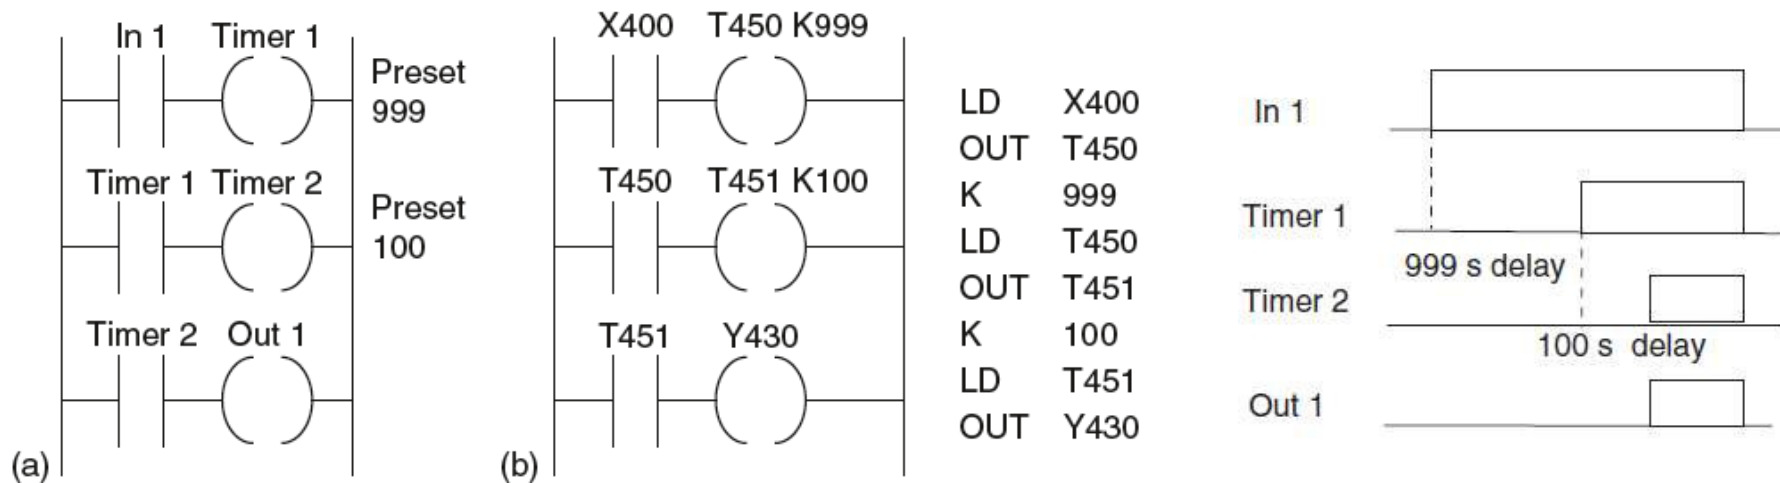 In 1 Timer 1
Preset
999
Timer 1 Timer 2
Preset
100
Timer 2 Out 1
(a)
X400 T450 K999
T450 T451 K100
T451 Y430
(b)
LD X400
OUT T450
K 999
LD T450
OUT T451
K 100
LD T451
OUT Y430
In 1
Timer 1
999 s delay
Timer 2
100 s delay
Out 1